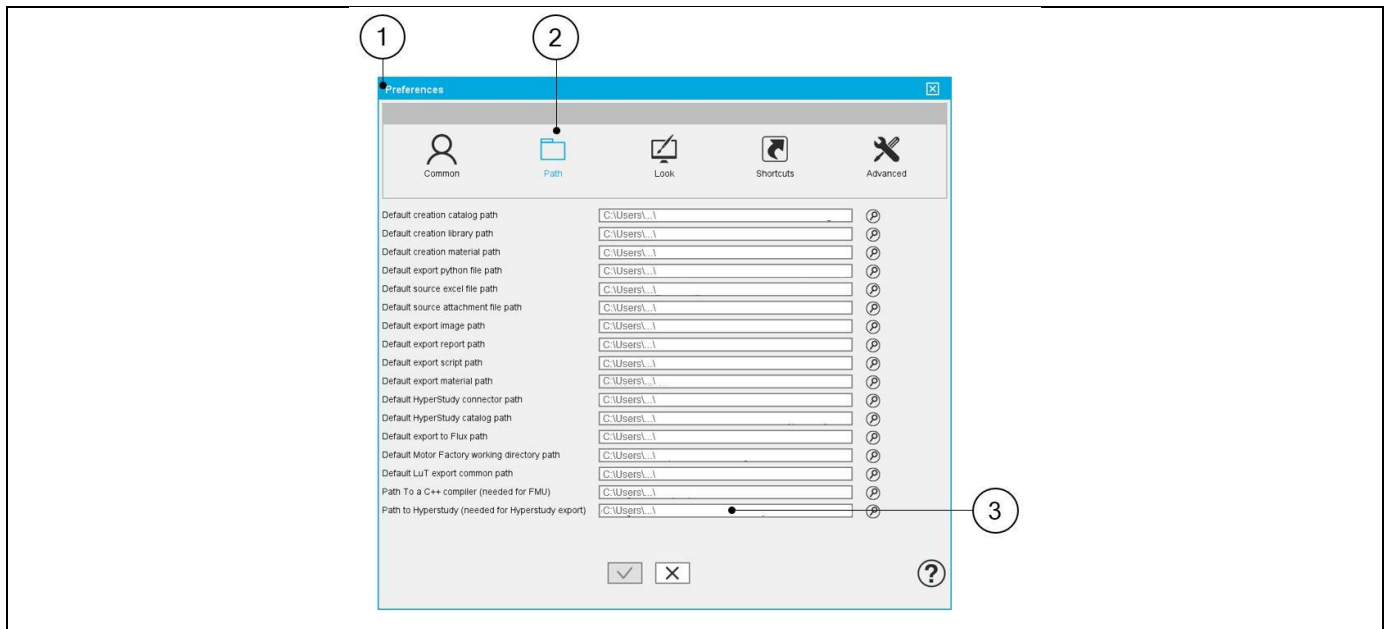 1 2
Preferences
Common Path Look Shortcuts Advanced
Default creation catalog path C:\Users\...\
Default creation library path C:\Users\...\
Default creation material path C:\Users\...\
Default export python file path C:\Users\...\
Default source excel file path C:\Users\...\
Default source attachment file path C:\Users\...\
Default export image path C:\Users\...\
Default export report path C:\Users\...\
Default export script path C:\Users\...\
Default export material path C:\Users\...\
Default HyperStudy connector path C:\Users\...\
Default HyperStudy catalog path C:\Users\...\
Default export to Flux path C:\Users\...\
Default Motor Factory working directory path C:\Users\...\
Default LuT export common path C:\Users\...\
Path To a C++ compiler (needed for FMU) C:\Users\...\
Path to Hyperstudy (needed for Hyperstudy export) C:\Users\...\ 3
?